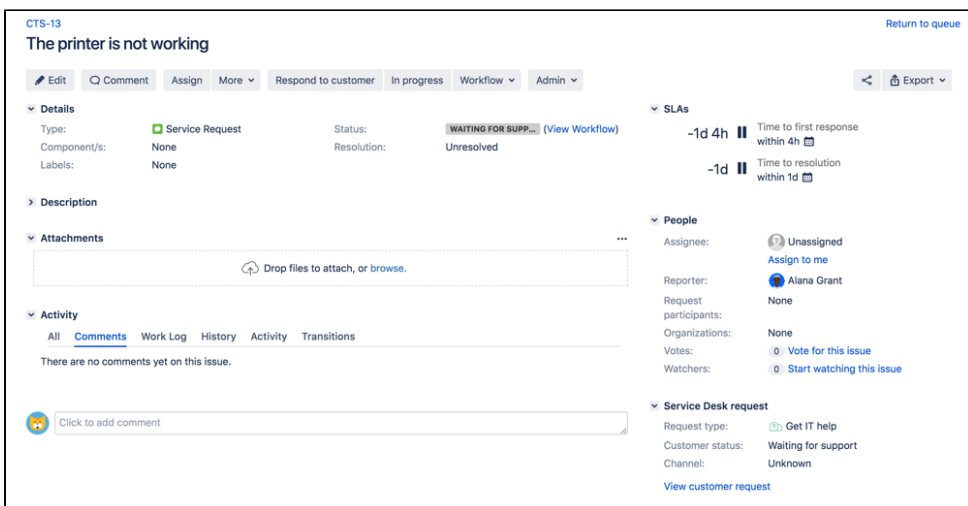 CTS-13
Return to queue
The printer is not working
Edit Comment Assign More Respond to customer In progress Workflow Admin Export
Details
Type: Service Request Status: WAITING FOR SUPP... (View Workflow)
Component/s: None Resolution: Unresolved
Labels: None
Description
Attachments
Drop files to attach, or browse.
Activity
All Comments Work Log History Activity Transitions
There are no comments yet on this issue.
Click to add comment
SLAs
-1d 4h Time to first response
within 4h
-1d Time to resolution
within 1d
People
Assignee: Unassigned
Assign to me
Reporter: Alana Grant
Request None
participants:
Organizations: None
Votes: 0 Vote for this issue
Watchers: 0 Start watching this issue
Service Desk request
Request type: Get IT help
Customer status: Waiting for support
Channel: Unknown
View customer request